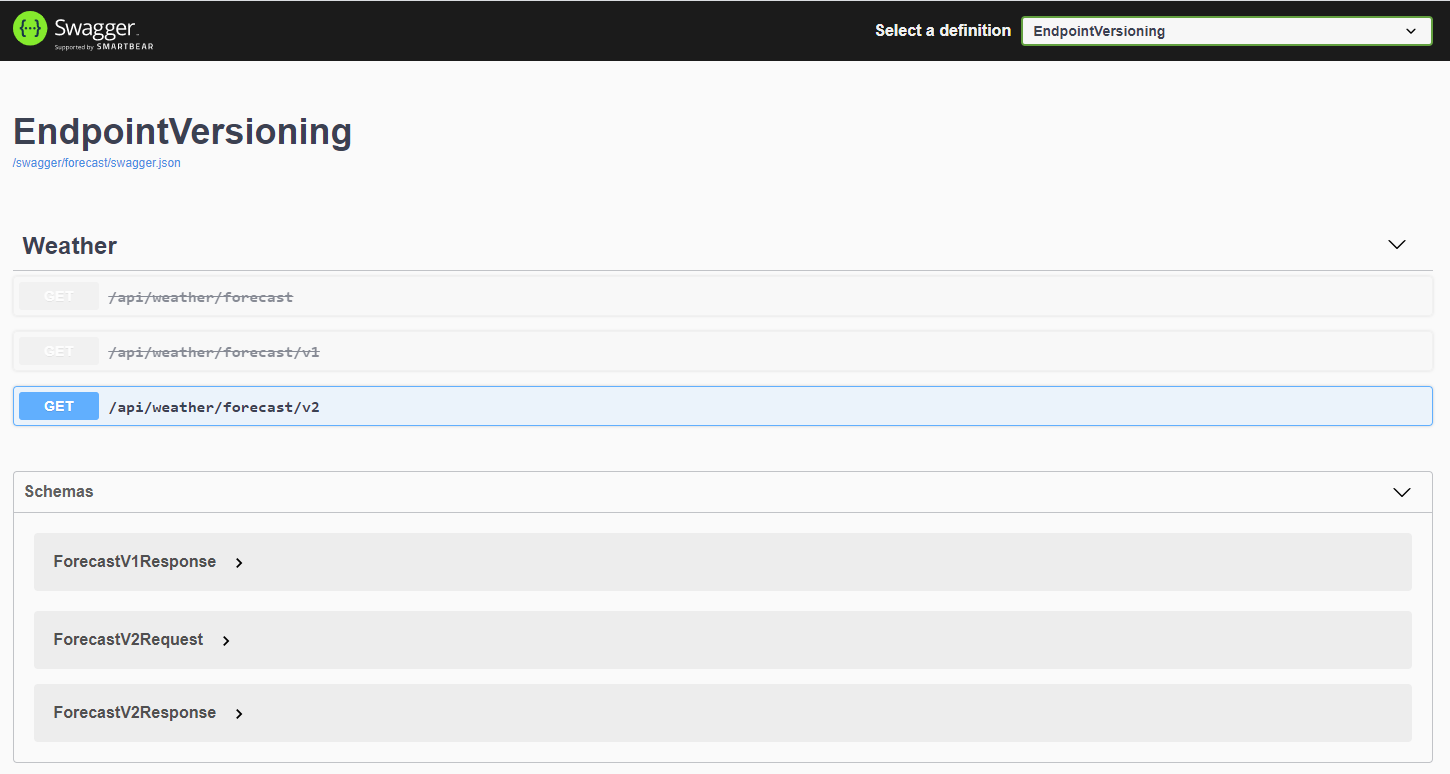 Swagger.
Supported by SMARTBEAR
Select a definition
EndpointVersioning
EndpointVersioning
/swagger/forecast/swagger.json
Weather
GET /api/weather/forecast
GET /api/weather/forecast/v1
GET /api/weather/forecast/v2
Schemas
ForecastV1Response
ForecastV2Request
ForecastV2Response